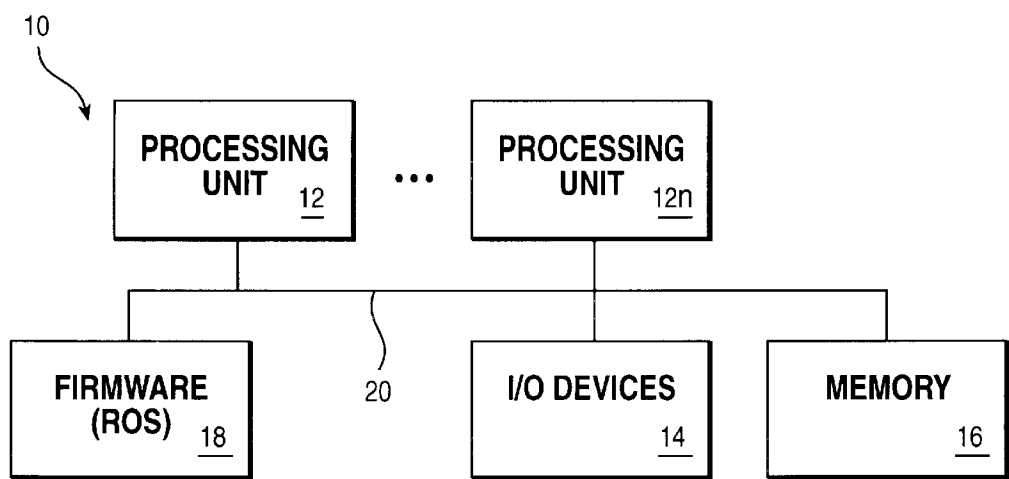 10
PROCESSING
UNIT
12
...
PROCESSING
UNIT
12n
20
FIRMWARE
(ROS)
18
I/O DEVICES
14
MEMORY
16